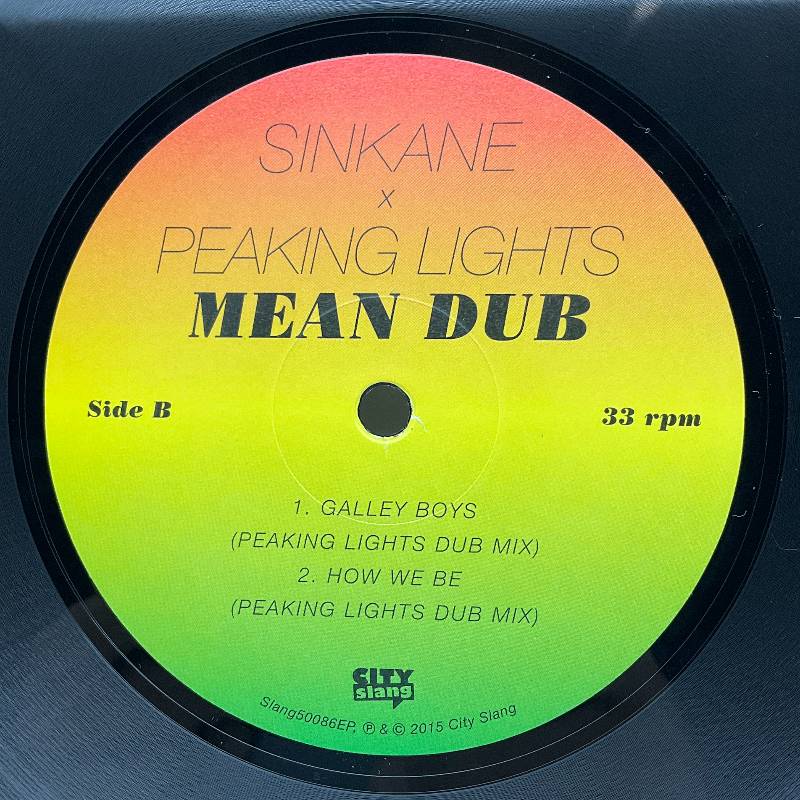 SINKANE
x
PEAKING LIGHTS
MEAN DUB
Side B
33 rpm
1. GALLEY BOYS
(PEAKING LIGHTS DUB MIX)
2. HOW WE BE
(PEAKING LIGHTS DUB MIX)
CITY
slang
Slang50086EP, ℗ & © 2015 City Slang